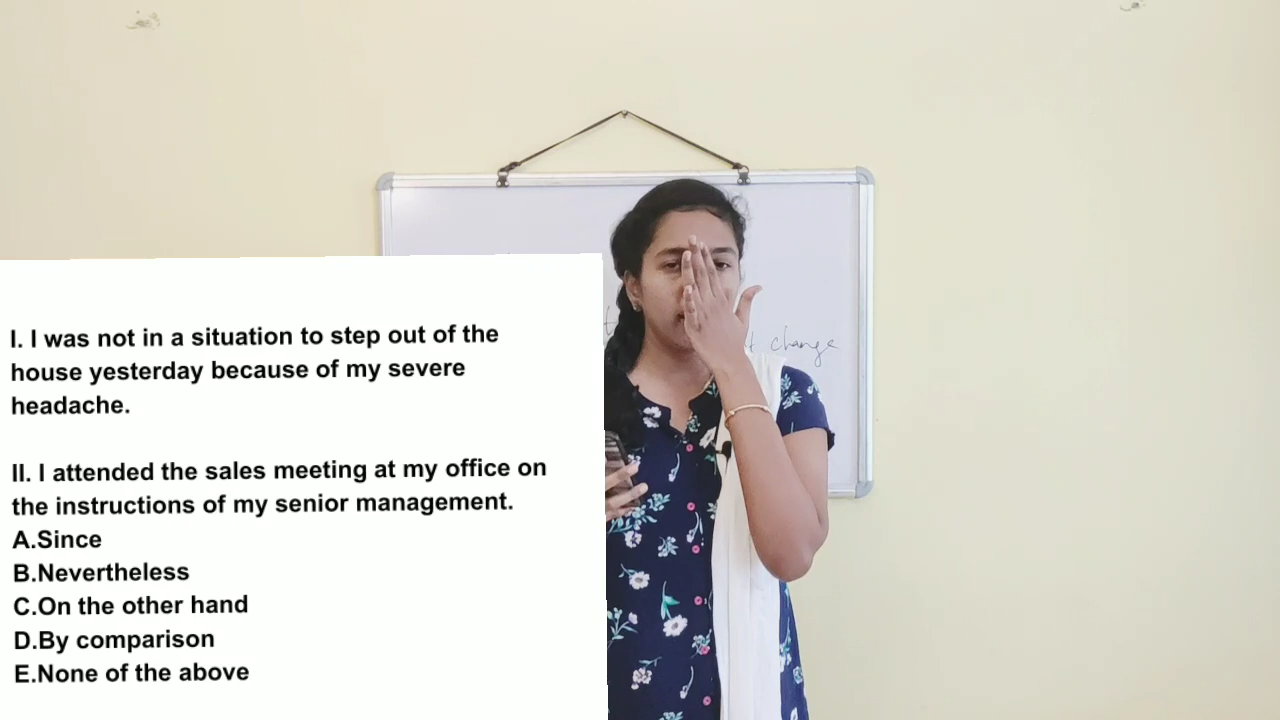 I. I was not in a situation to step out of the
house yesterday because of my severe
headache.
II. I attended the sales meeting at my office on
the instructions of my senior management.
A.Since
B.Nevertheless
C.On the other hand
D.By comparison
E.None of the above
change